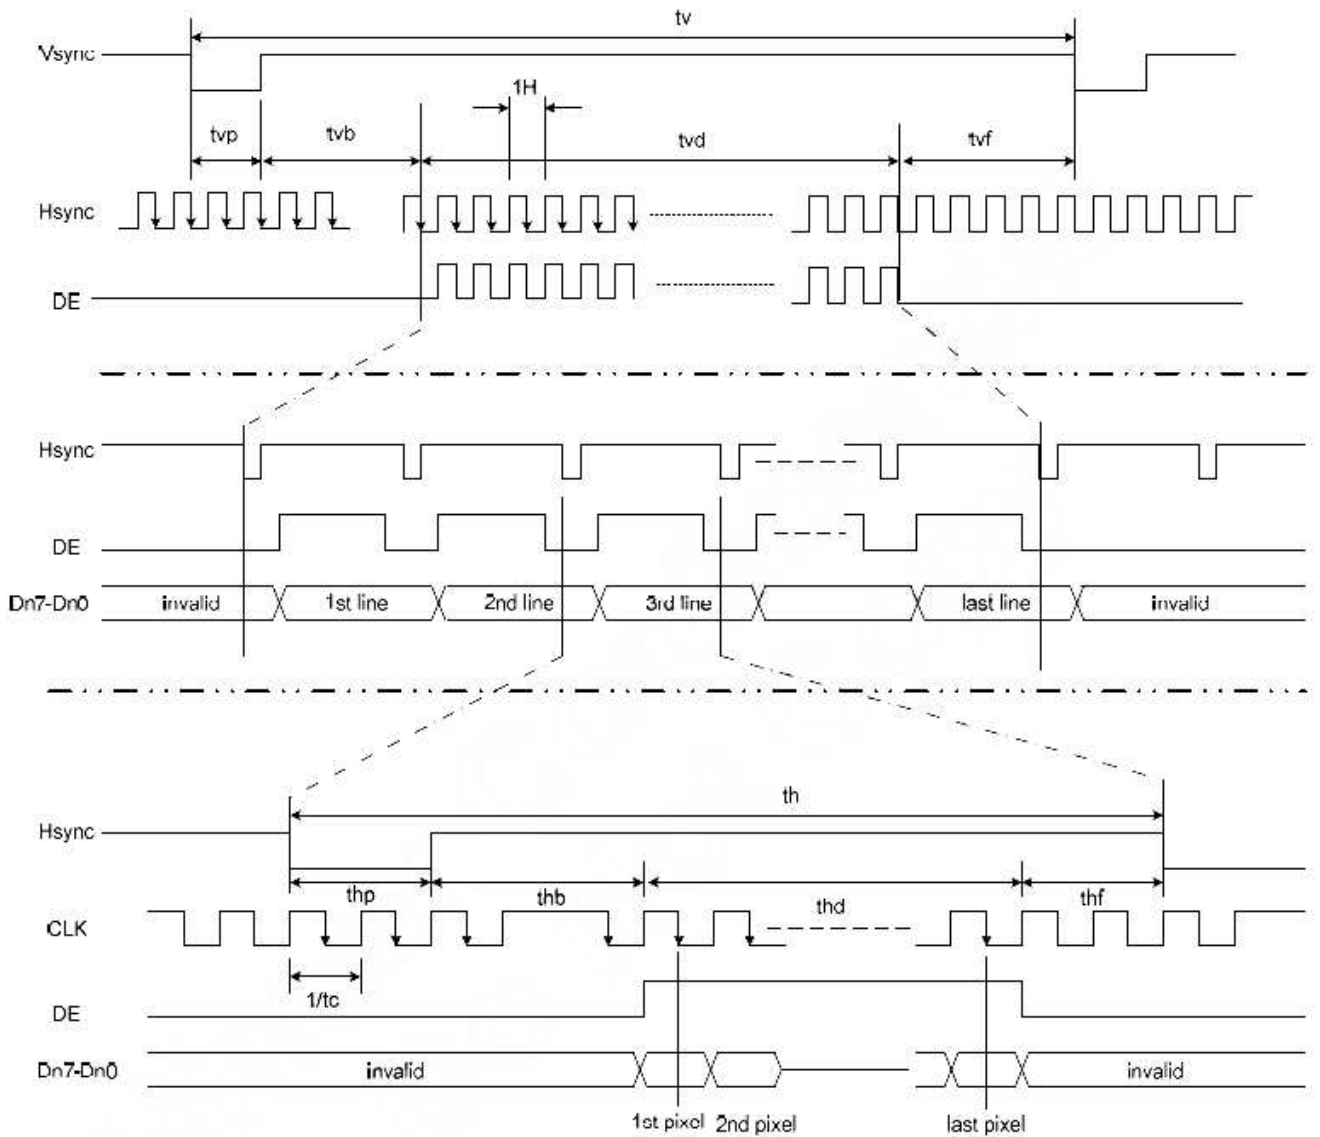 tv
Vsync
1H
tvp
tvb
tvd
tvf
Hsync
DE
Hsync
DE
Dn7-Dn0
invalid
1st line
2nd line
3rd line
last line
invalid
th
Hsync
thp
thb
thd
thf
CLK
1/tc
DE
Dn7-Dn0
invalid
invalid
1st pixel
2nd pixel
last pixel